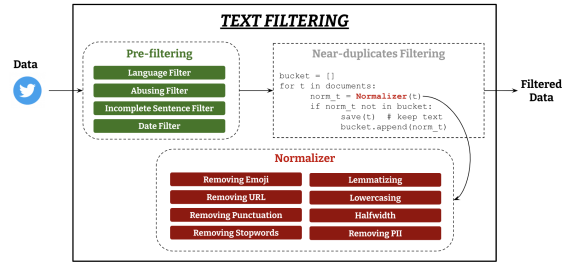 TEXT FILTERING
Data
Pre-filtering
Language Filter
Abusing Filter
Incomplete Sentence Filter
Date Filter
Near-duplicates Filtering
bucket = []
for t in documents:
norm_t = Normalizer(t)
if norm_t not in bucket:
save(t)  # keep text
bucket.append(norm_t)
Filtered
Data
Normalizer
Removing Emoji
Removing URL
Removing Punctuation
Removing Stopwords
Lemmatizing
Lowercasing
Halfwidth
Removing PII